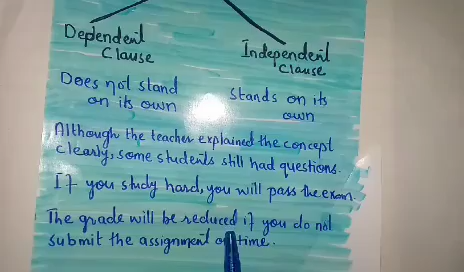 Dependent
Clause
Independent
Clause
Does not stand
on its own
Stands on its
own
Although the teacher explained the concept
clearly, some students still had questions.
If you study hard, you will pass the exam.
The grade will be reduced if you do not
submit the assignment on time.